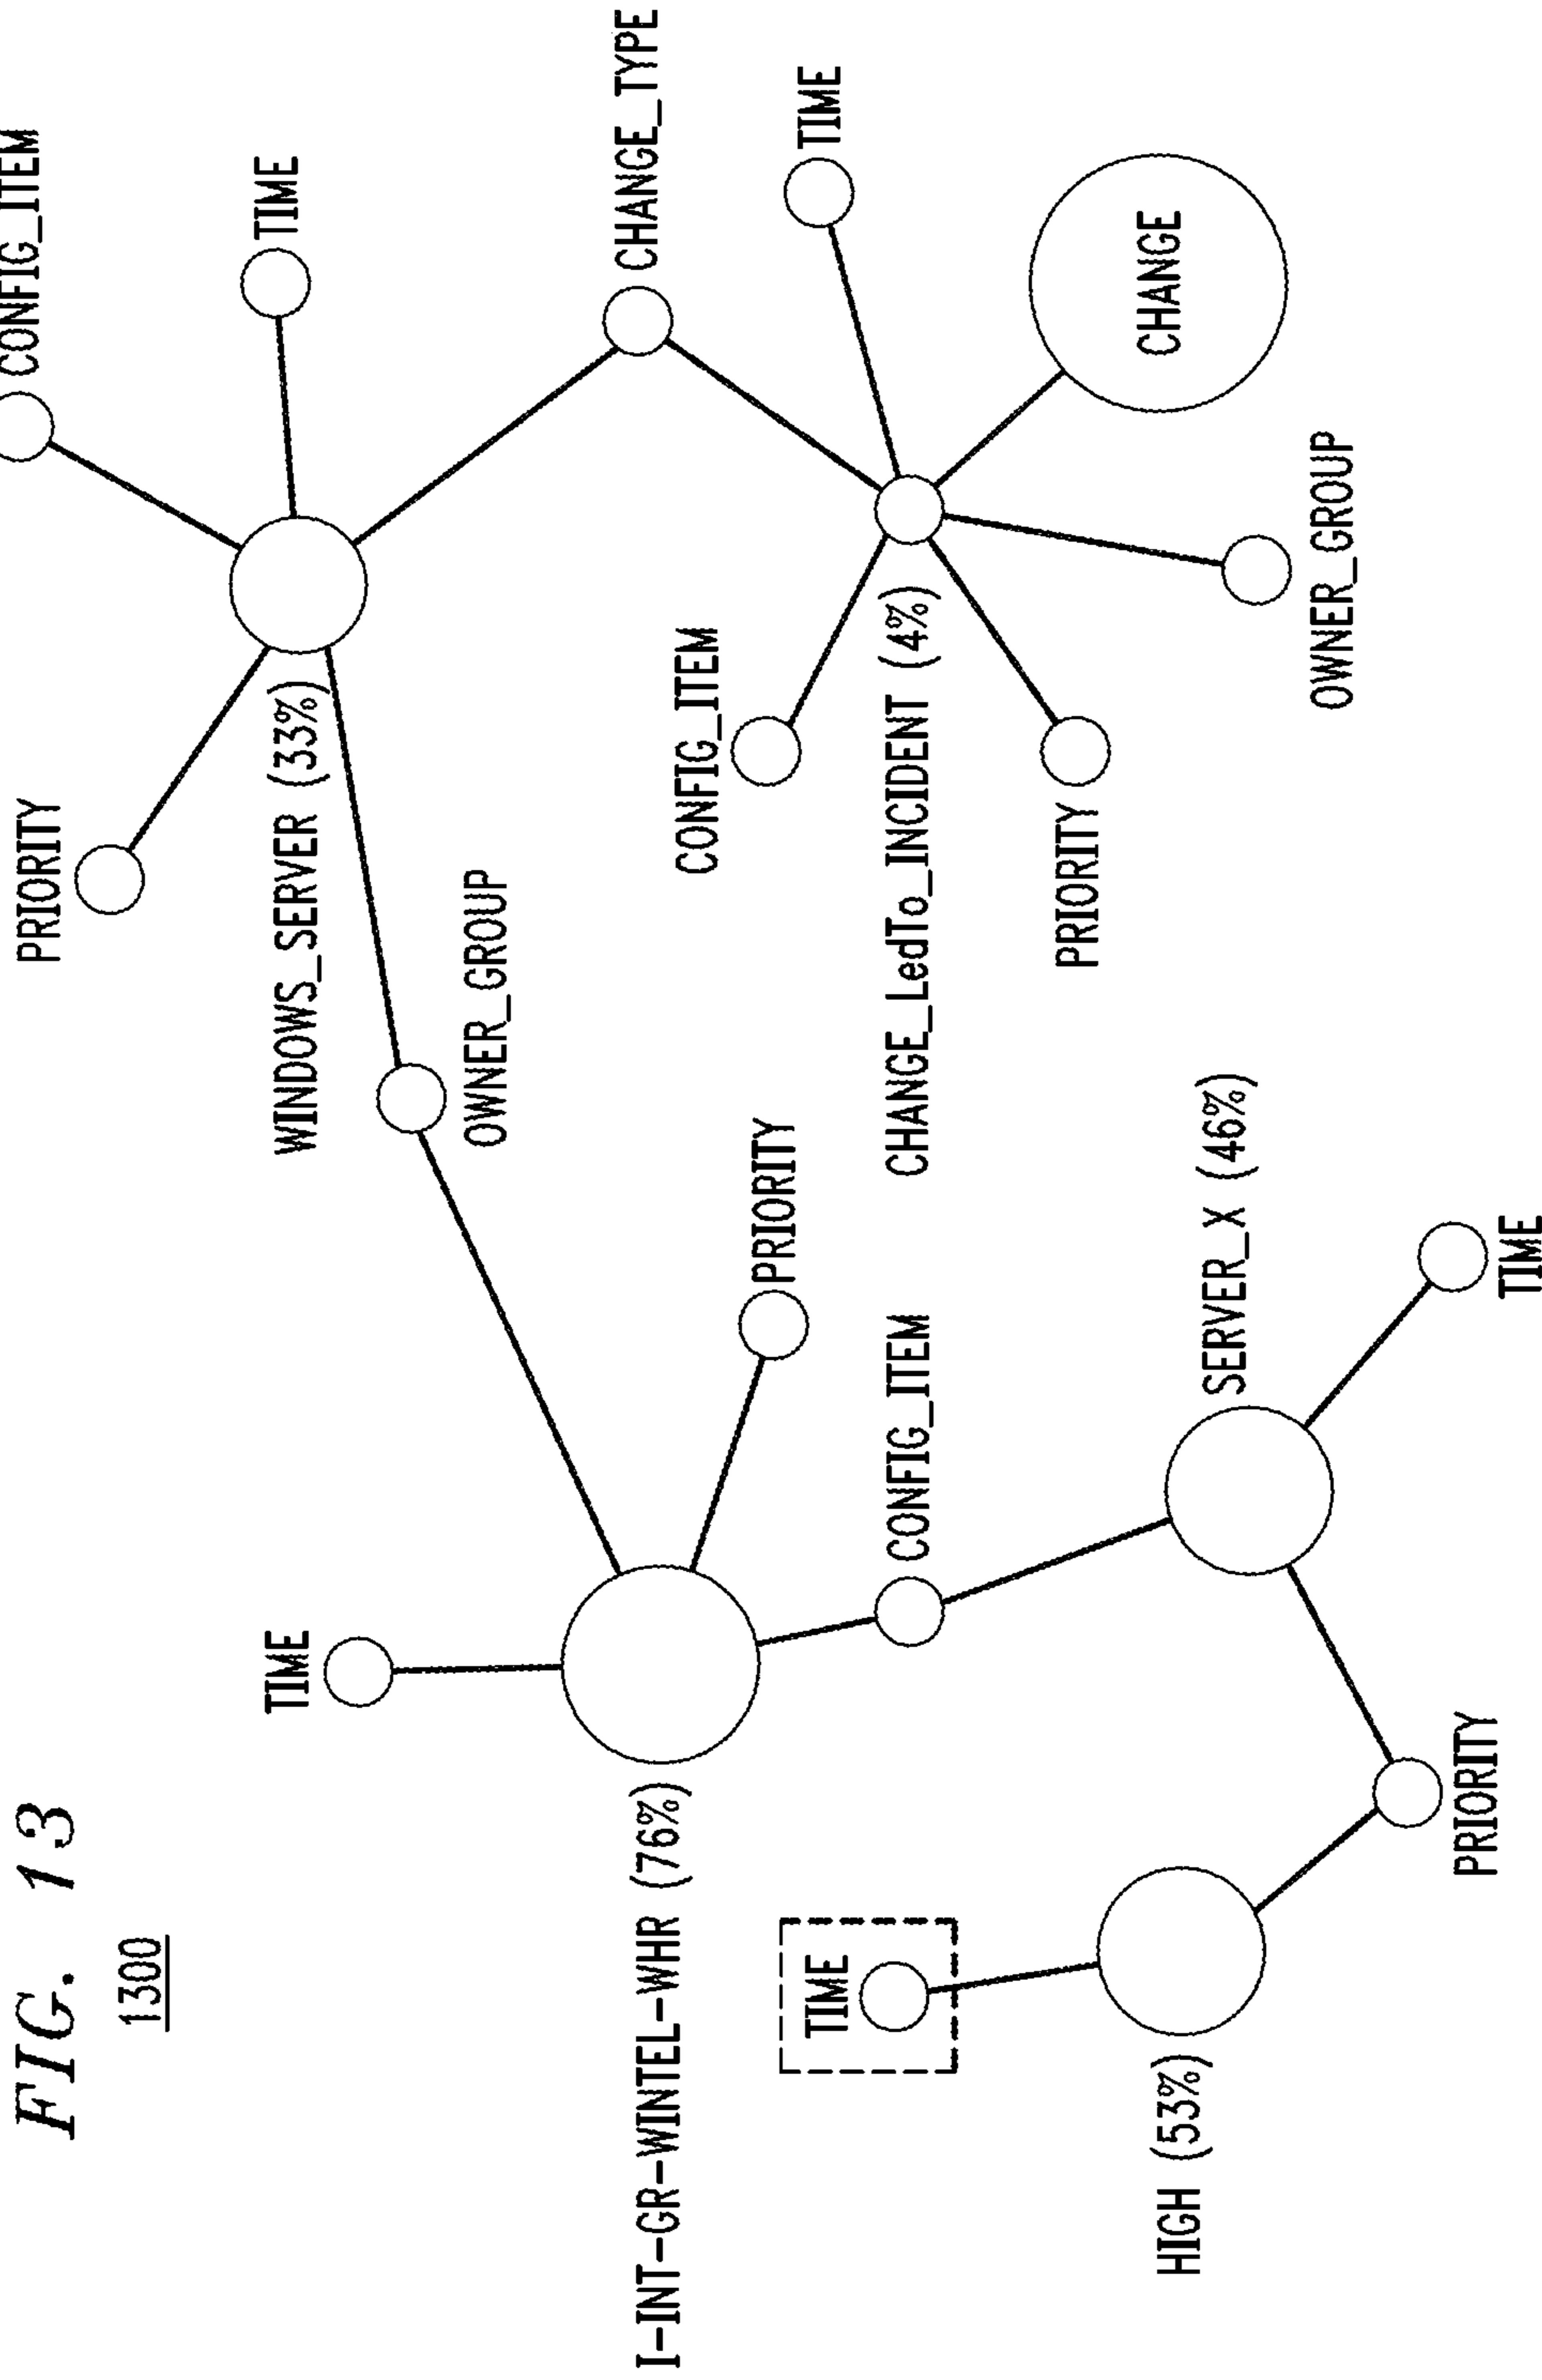 FIG. 13
1300
CONFIG_ITEM
PRIORITY
TIME
WINDOWS_SERVER (33%)
TIME
OWNER_GROUP
CHANGE_TYPE
I-INT-GR-WINTEL-WHR (76%)
CONFIG_ITEM
PRIORITY
TIME
TIME
CONFIG_ITEM
CHANGE_LedTo_INCIDENT (4%)
PRIORITY
CHANGE
HIGH (53%)
SERVER_X (46%)
OWNER_GROUP
PRIORITY
TIME